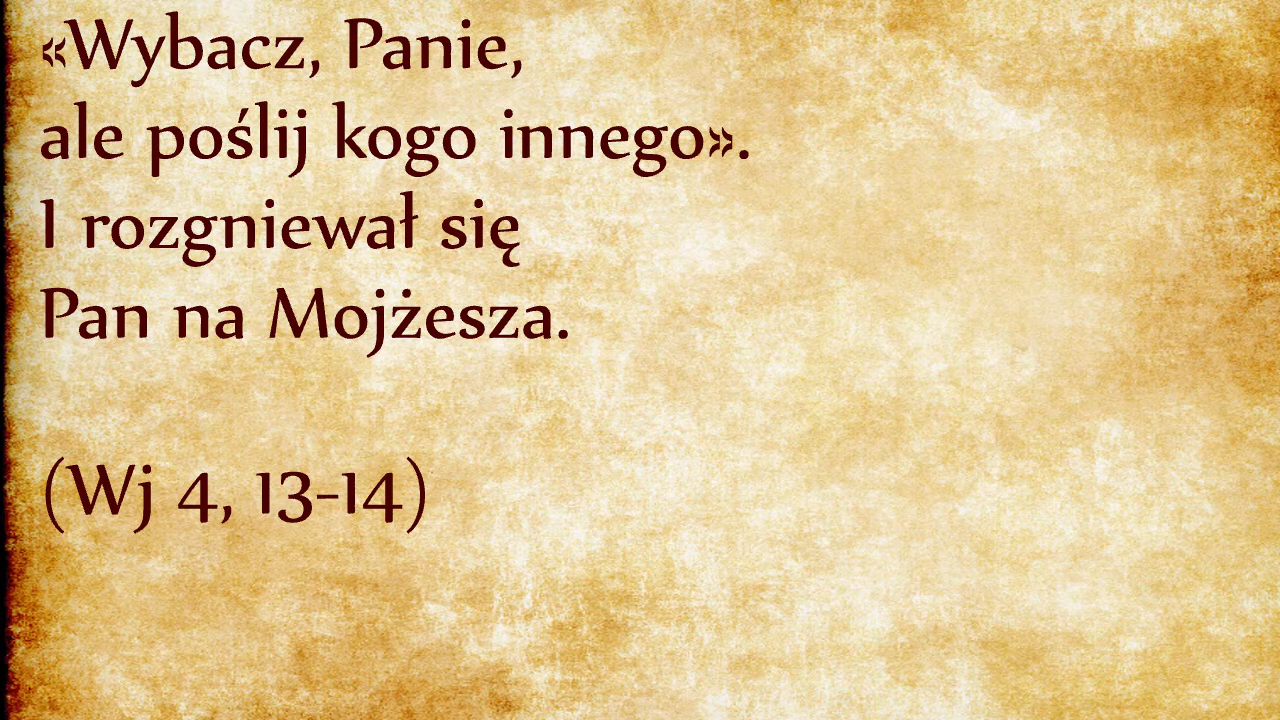 «Wybacz, Panie,
ale poślij kogo innego».
I rozgniewał się
Pan na Mojżesza.
(Wj 4, 13-14)